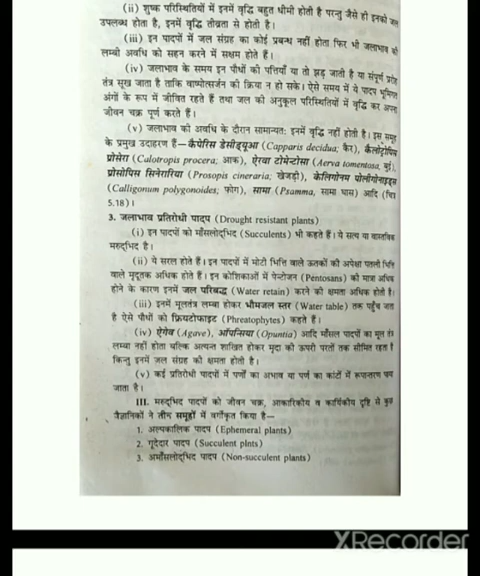 (ii) शुष्क परिस्थितियों में इनमें वृद्धि बहुत धीमी होती है परन्तु जैसे ही इनको जल
उपलब्ध होता है, इनमें वृद्धि तीव्रता से होती है।
(iii) इन पादपों में जल संग्रह का कोई प्रबन्ध नहीं होता फिर भी जलाभाव की
लम्बी अवधि को सहन करने में सक्षम होते हैं।
(iv) जलाभाव के समय इन पौधों की पत्तियाँ या तो झड़ जाती है या संपूर्ण प्ररोह
तंत्र सूख जाता है ताकि वाष्पोत्सर्जन की क्रिया न हो सके। ऐसे समय में ये पादप भूमिगत
अंगों के रूप में जीवित रहते हैं तथा जल की अनुकूल परिस्थितियों में वृद्धि कर अपना
जीवन चक्र पूर्ण करते हैं।
(v) जलाभाव की अवधि के दौरान सामान्यतः इनमें वृद्धि नहीं होती है। इस समूह
के प्रमुख उदाहरण हैं—कैपेरिस डेसीड्यूआ (Capparis decidua; कैर), कैलोट्रोपिस
प्रोसेरा (Calotropis procera; आक), ऐरवा टोमेन्टोसा (Aerva tomentosa, बुई),
प्रोसोपिस सिनेरारिया (Prosopis cineraria; खेजड़ी), केलिगोनम पोलीगोनाइड्स
(Calligonum polygonoides; फोग), सामा (Psamma, सामा घास) आदि (चित्र
5.18)।
3. जलाभाव प्रतिरोधी पादप (Drought resistant plants)
(i) इन पादपों को माँसलोद्भिद (Succulents) भी कहते हैं। ये सत्य या वास्तविक
मरुद्भिद है।
(ii) ये सरल होते हैं। इन पादपों में मोटी भित्ति वाले ऊतकों की अपेक्षा पतली भित्ति
वाले मृदूतक अधिक होते हैं। इन कोशिकाओं में पेन्टोजन (Pentosans) की मात्रा अधिक
होने के कारण इनमें जल परिबद्ध (Water retain) करने की क्षमता अधिक होती है।
(iii) इनमें मूलतंत्र लम्बा होकर भौमजल स्तर (Water table) तक पहुँच जाता
है ऐसे पौधों को फ्रियटोफाइट (Phreatophytes) कहते हैं।
(iv) ऐगेव (Agave), ऑपन्सिया (Opuntia) आदि माँसल पादपों का मूल तंत्र
लम्बा नहीं होता बल्कि अत्यन्त शाखित होकर मृदा की ऊपरी परतों तक सीमित रहता है
किन्तु इनमें जल संग्रह की क्षमता होती है।
(v) कई प्रतिरोधी पादपों में पर्णों का अभाव या पर्ण का कांटों में रूपान्तरण पाया
जाता है।
III. मरुद्भिद पादपों को जीवन चक्र, आकारिकीय व कार्यिकीय दृष्टि से कुछ
वैज्ञानिकों ने तीन समूहों में वर्गीकृत किया है—
1. अल्पकालिक पादप (Ephemeral plants)
2. गूदेदार पादप (Succulent plnts)
3. अमाँसलोद्भिद पादप (Non-succulent plants)
XRecorder